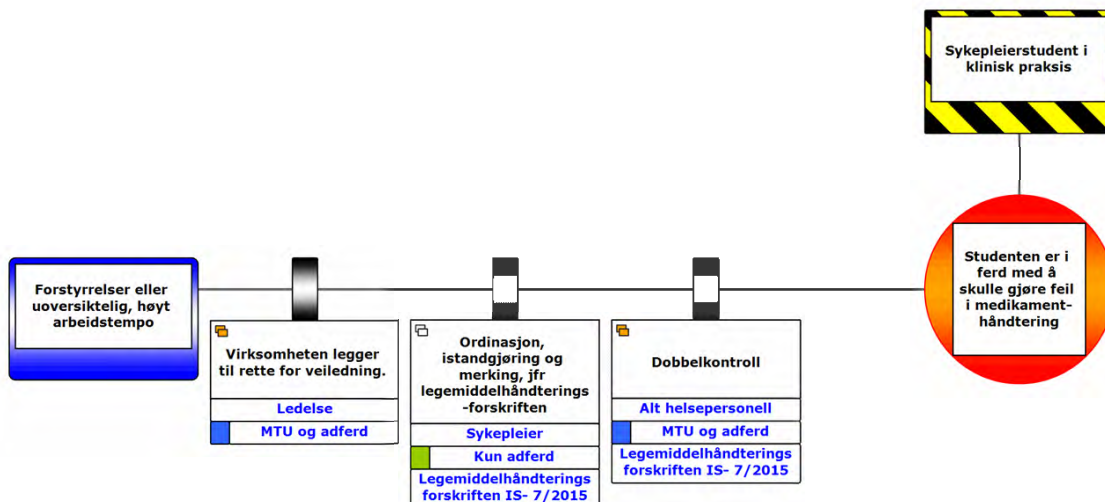 Sykepleierstudent i
klinisk praksis
Studenten er i
ferd med å
skulle gjøre feil
i medikament-
håndtering
Forstyrrelser eller
uoversiktelig, høyt
arbeidstempo
Virksomheten legger
til rette for veiledning.
Ledelse
MTU og adferd
Ordinasjon,
istandgjøring og
merking, jfr
legemiddelhåndterings
-forskriften
Sykepleier
Kun adferd
Legemiddelhåndterings
forskriften IS- 7/2015
Dobbelkontroll
Alt helsepersonell
MTU og adferd
Legemiddelhåndterings
forskriften IS- 7/2015